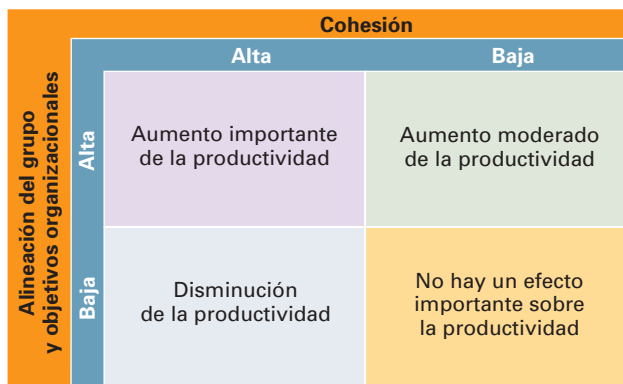 Cohesión
Alta
Baja
Alineación del grupo
y objetivos organizacionales
Alta
Aumento importante
de la productividad
Aumento moderado
de la productividad
Baja
Disminución
de la productividad
No hay un efecto
importante sobre
la productividad